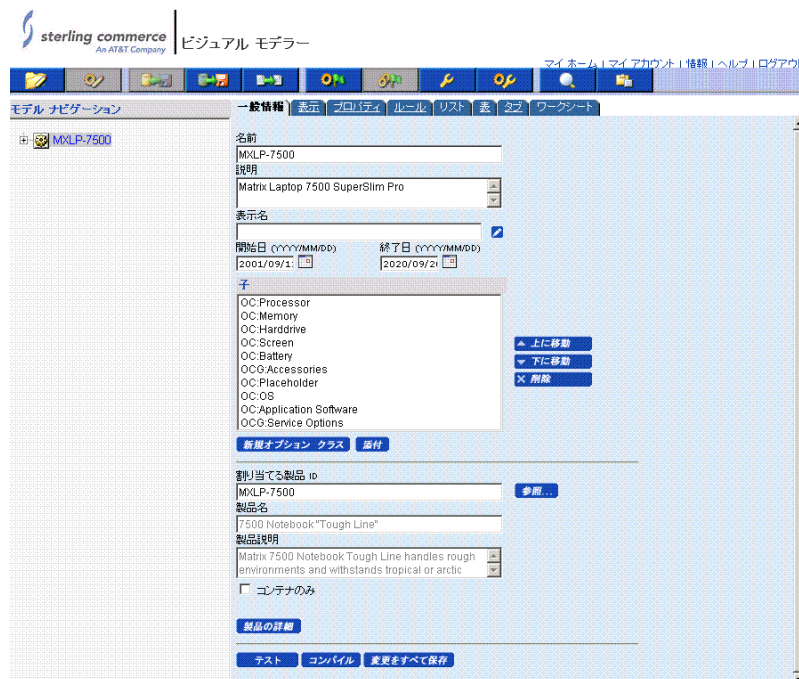 sterling commerce
An AT&T Company
ビジュアル モデラー
マイ ホーム | マイ アカウント | 情報 | ヘルプ | ログアウ
モデル ナビゲーション
一般情報 表示 プロパティ ルール リスト 表 タブ ワークシート
MXLP-7500
名前
MXLP-7500
説明
Matrix Laptop 7500 SuperSlim Pro
表示名
開始日 (YYYY/MM/DD) 終了日 (YYYY/MM/DD)
2001/09/1 2020/09/2
子
OC:Processor
OC:Memory
OC:Harddrive
OC:Screen
OC:Battery
OCG:Accessories
OC:Placeholder
OC:OS
OC:Application Software
OCG:Service Options
上に移動
下に移動
削除
新規オプション クラス 添付
割り当てる製品 ID
MXLP-7500 参照...
製品名
7500 Notebook "Tough Line"
製品説明
Matrix 7500 Notebook Tough Line handles rough
environments and withstands tropical or arctic
コンテナのみ
製品の詳細
テスト コンパイル 変更をすべて保存